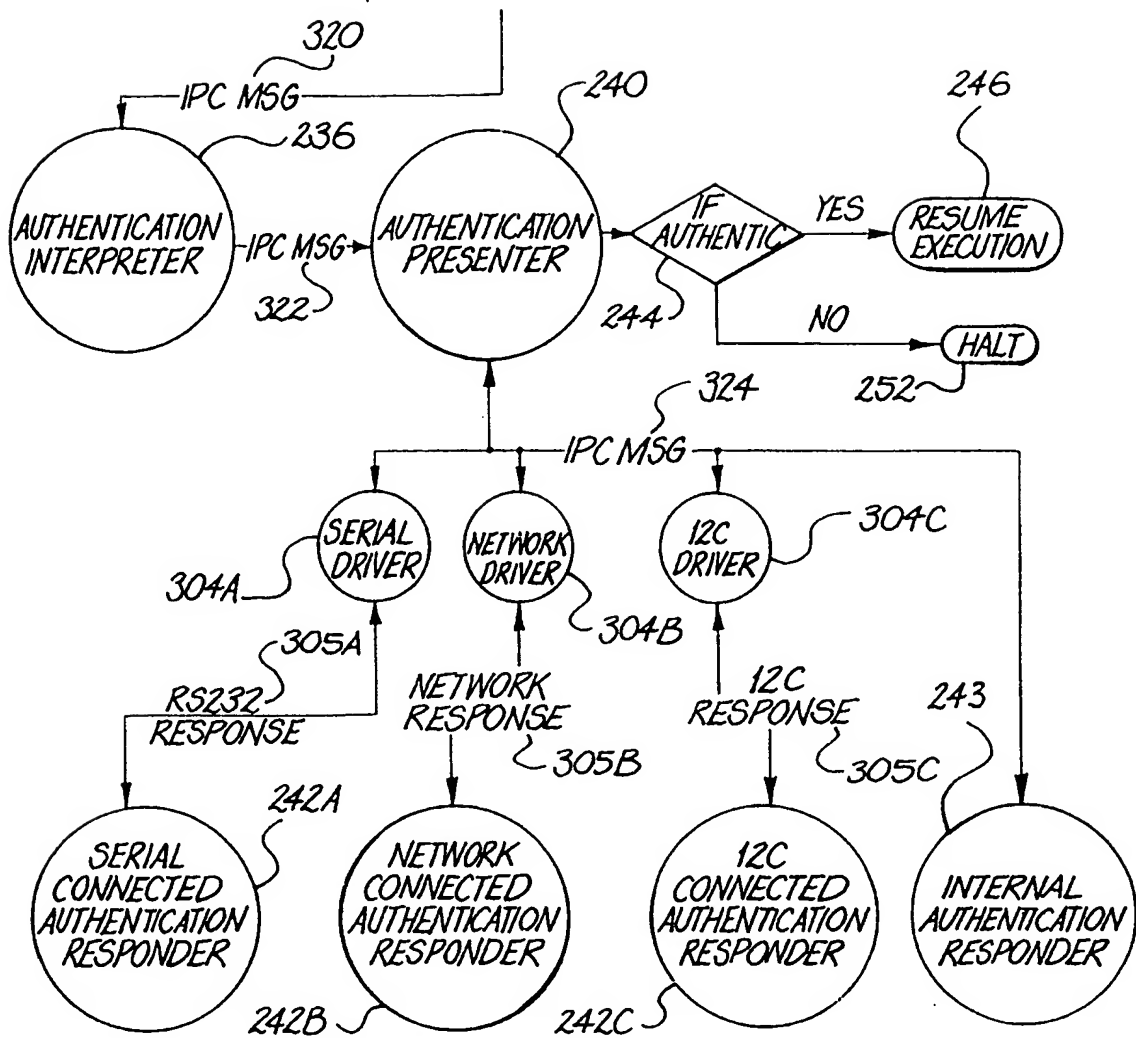 320
IPC MSG
236
240
246
AUTHENTICATION
INTERPRETER
IPC MSG
322
AUTHENTICATION
PRESENTER
IF
AUTHENTIC
244
YES
RESUME
EXECUTION
NO
HALT
252
324
IPC MSG
SERIAL
DRIVER
304A
NETWORK
DRIVER
304B
12C
DRIVER
304C
305A
RS232
RESPONSE
NETWORK
RESPONSE
305B
12C
RESPONSE
305C
243
242A
SERIAL
CONNECTED
AUTHENTICATION
RESPONDER
NETWORK
CONNECTED
AUTHENTICATION
RESPONDER
242B
12C
CONNECTED
AUTHENTICATION
RESPONDER
242C
INTERNAL
AUTHENTICATION
RESPONDER